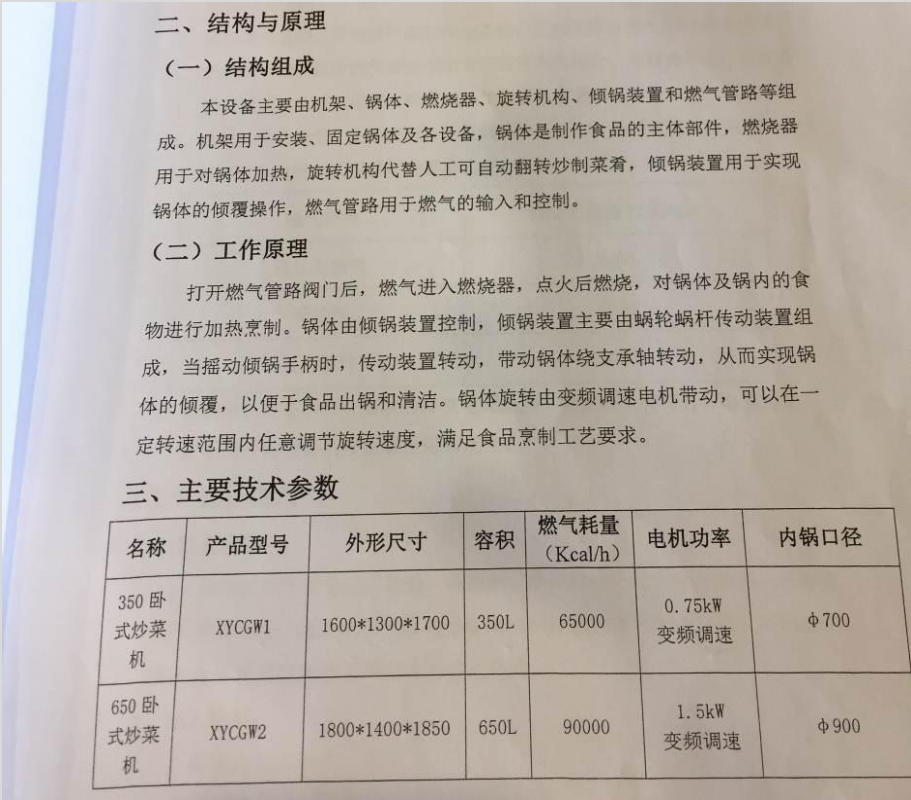 二、结构与原理
（一）结构组成
本设备主要由机架、锅体、燃烧器、旋转机构、倾锅装置和燃气管路等组
成。机架用于安装、固定锅体及各设备，锅体是制作食品的主体部件，燃烧器
用于对锅体加热，旋转机构代替人工可自动翻转炒制菜肴，倾锅装置用于实现
锅体的倾覆操作，燃气管路用于燃气的输入和控制。
（二）工作原理
打开燃气管路阀门后，燃气进入燃烧器，点火后燃烧，对锅体及锅内的食
物进行加热烹制。锅体由倾锅装置控制，倾锅装置主要由蜗轮蜗杆传动装置组
成，当摇动倾锅手柄时，传动装置转动，带动锅体绕支承轴转动，从而实现锅
体的倾覆，以便于食品出锅和清洁。锅体旋转由变频调速电机带动，可以在一
定转速范围内任意调节旋转速度，满足食品烹制工艺要求。
三、主要技术参数
名称 产品型号 外形尺寸 容积 燃气耗量 电机功率 内锅口径
（Kcal/h）
350 卧
式炒菜
机
XYCGW1 1600*1300*1700 350L 65000
0.75kW
变频调速
φ700
650 卧
式炒菜
机
XYCGW2 1800*1400*1850 650L 90000
1.5kW
变频调速
φ900